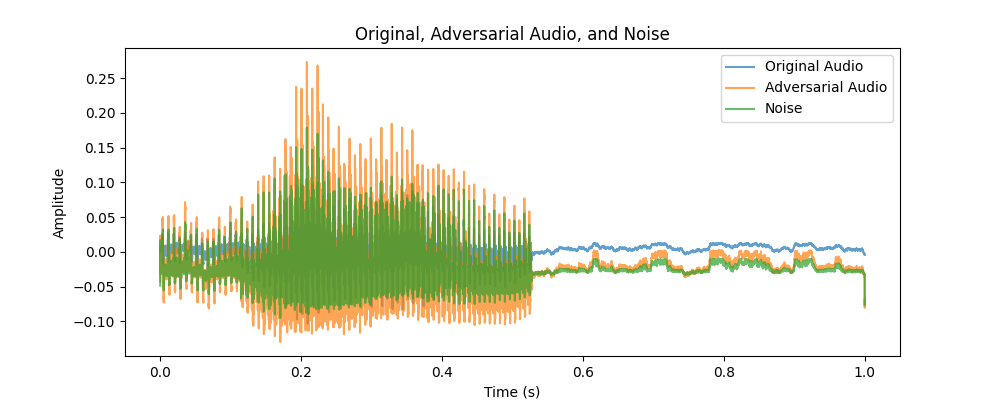 Original, Adversarial Audio, and Noise
Original Audio
Adversarial Audio
Noise
Amplitude
0.25
0.20
0.15
0.10
0.05
0.00
−0.05
−0.10
0.0 0.2 0.4 0.6 0.8 1.0
Time (s)